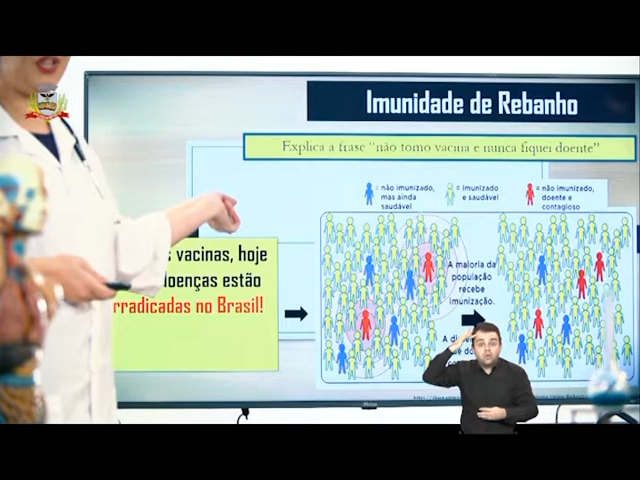 Imunidade de Rebanho
Explica a frase "não tomo vacina e nunca fiquei doente"
não imunizado,
mas ainda
saudável
imunizado
e saudável
não imunizado,
doente e
contagioso
vacinas, hoje
doenças estão
rradicadas no Brasil!
A maioria da
população
recebe
imunização.
A